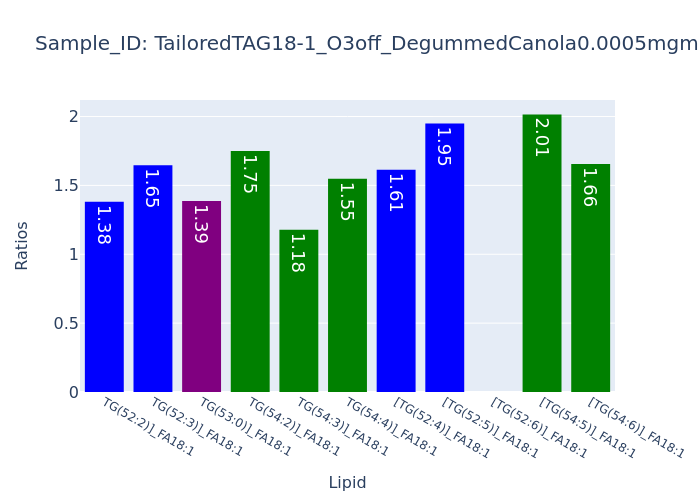 Sample_ID: TailoredTAG18-1_O3off_DegummedCanola0.0005mgm
Ratios
2
1.5
1
0.5
0
1.38
1.65
1.39
1.75
1.18
1.55
1.61
1.95
2.01
1.66
TG(52:2)]_FA18:1
TG(52:3)]_FA18:1
TG(53:0)]_FA18:1
TG(54:2)]_FA18:1
TG(54:3)]_FA18:1
TG(54:4)]_FA18:1
[TG(52:4)]_FA18:1
[TG(52:5)]_FA18:1
[TG(52:6)]_FA18:1
[TG(54:5)]_FA18:1
[TG(54:6)]_FA18:1
Lipid